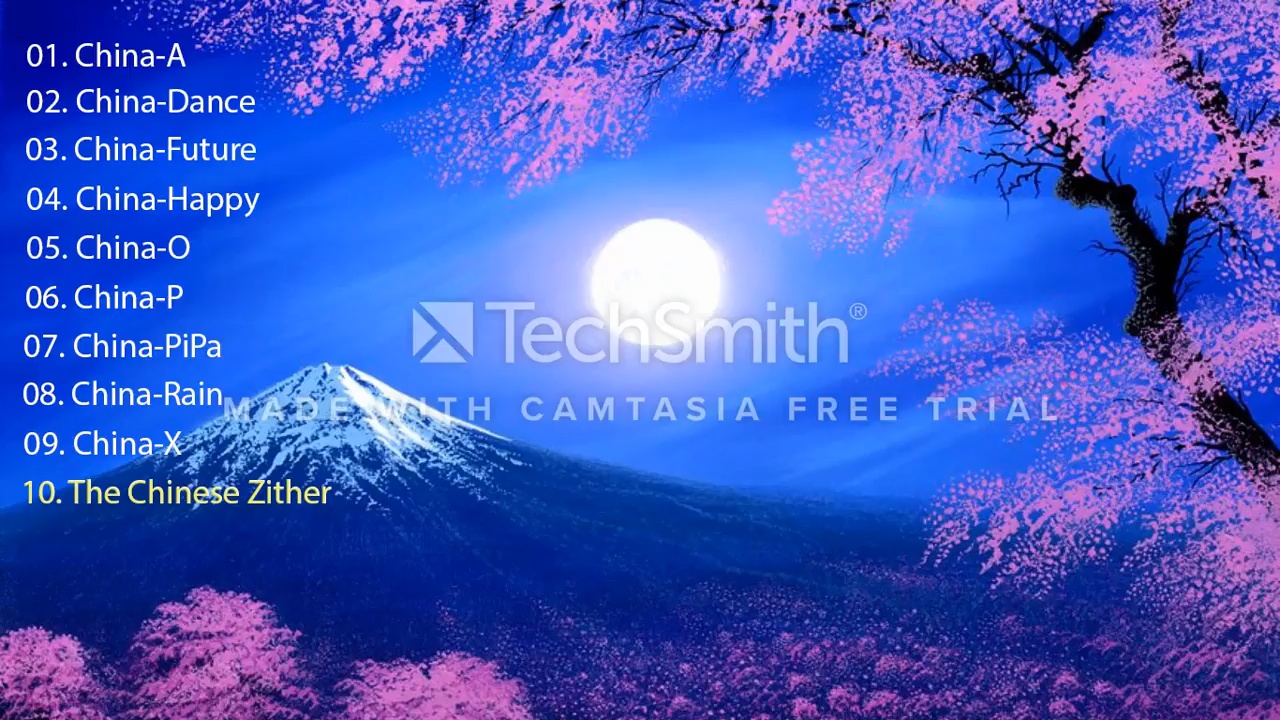 01. China-A
02. China-Dance
03. China-Future
04. China-Happy
05. China-O
06. China-P
07. China-PiPa
08. China-Rain
09. China-X
10. The Chinese Zither
TechSmith®
MADE WITH CAMTASIA FREE TRIAL